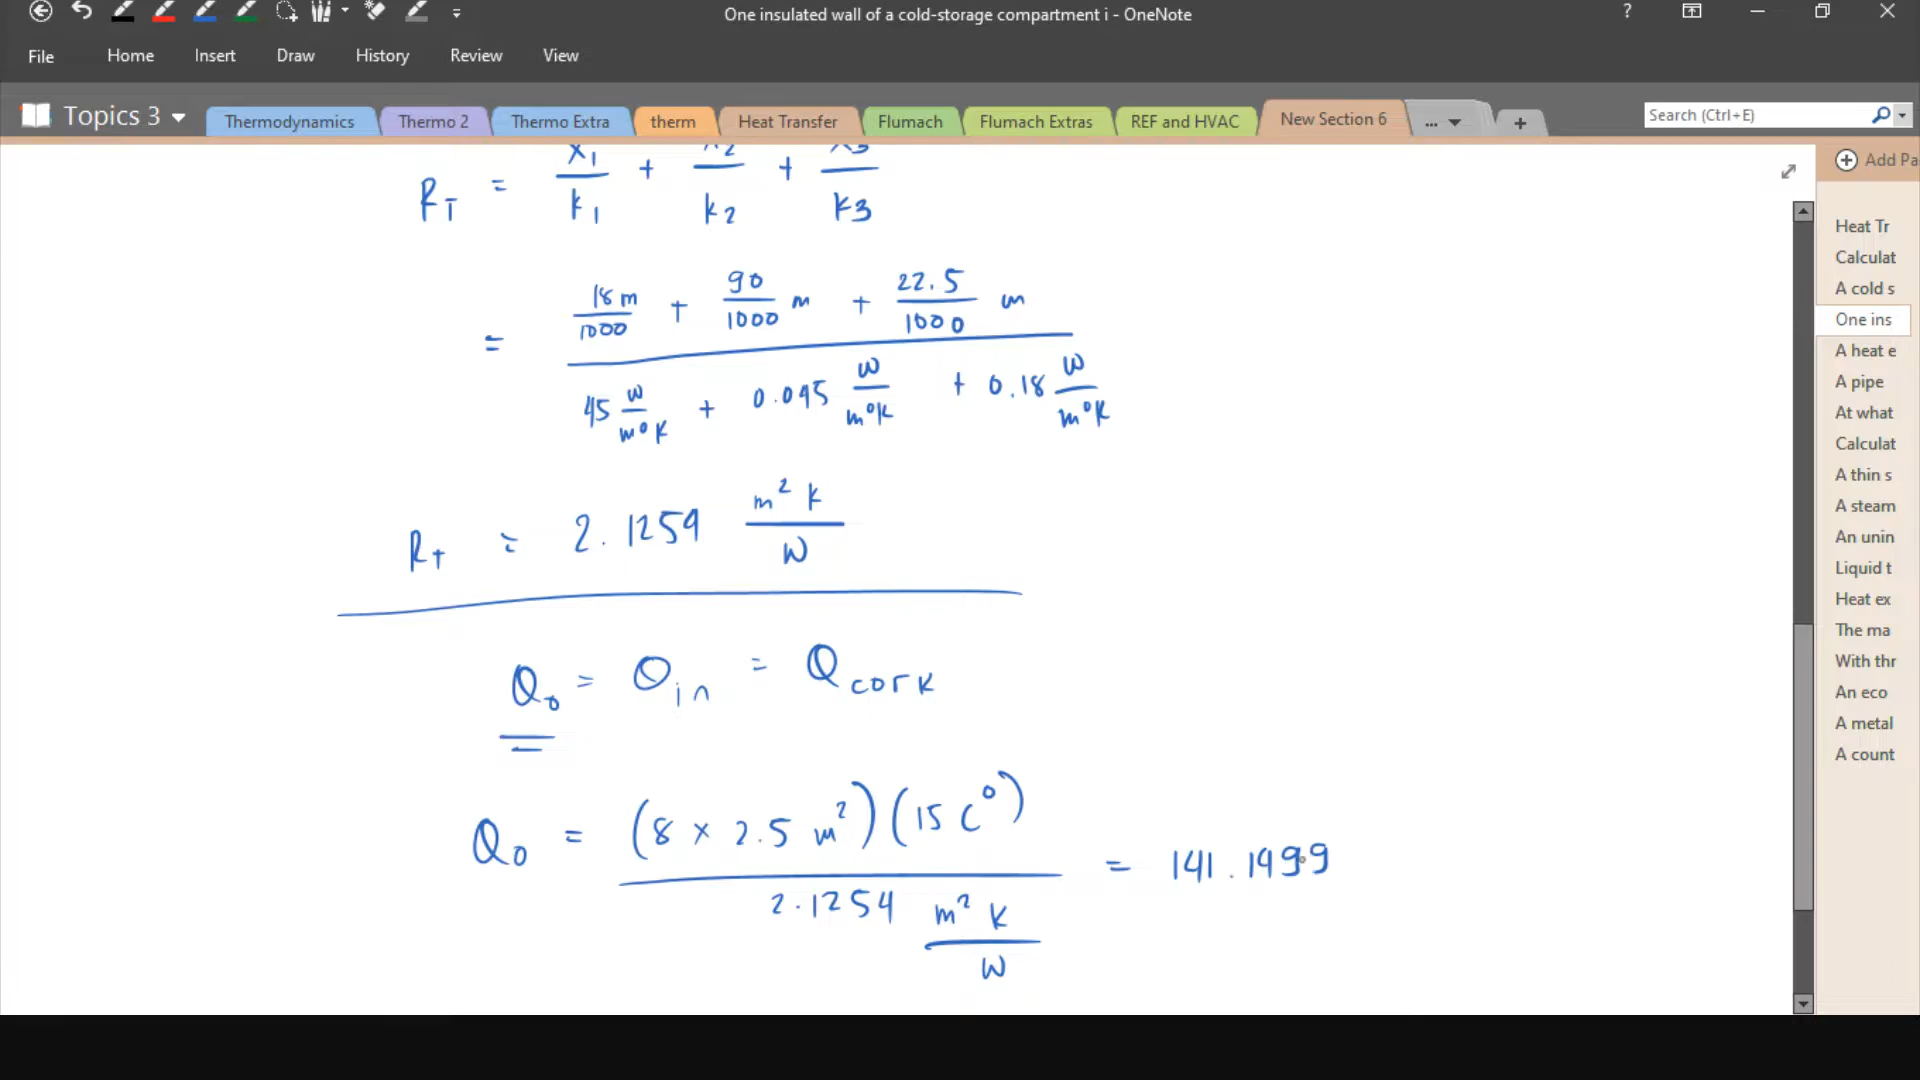 One insulated wall of a cold-storage compartment i - OneNote
?
File Home Insert Draw History Review View
Topics 3 Thermodynamics Thermo 2 Thermo Extra therm Heat Transfer Flumach Flumach Extras REF and HVAC New Section 6 ... + Search (Ctrl+E)
Add Pa
Heat Tr
Calculat
A cold s
One ins
A heat e
A pipe
At what
Calculat
A thin s
A steam
An unin
Liquid t
Heat ex
The ma
With thr
An eco
A metal
A count
x1 + x2 + x3
RT =
k1 k2 k3
18 m + 90 m + 22.5 m
1000 1000 1000
=
45 W/m°K + 0.045 W/m°K + 0.18 W/m°K
RT = 2.1259 m² K
W
Qo = Qin = Qcork
Qo = (8 x 2.5 m²)(15 C°) = 141.1499
2.1254 m² K
W